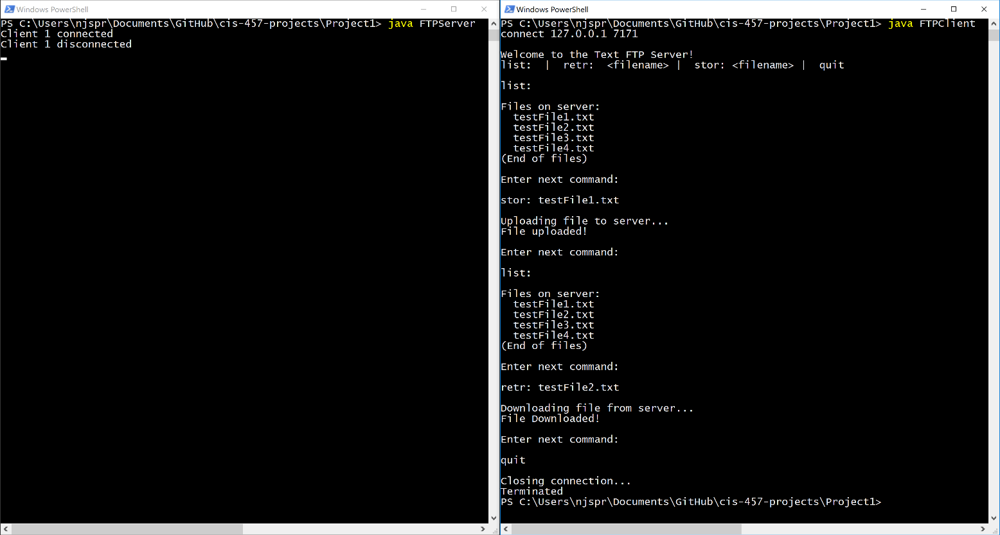 Windows PowerShell
PS C:\Users\njspr\Documents\GitHub\cis-457-projects\Project1> java FTPServer
Client 1 connected
Client 1 disconnected
Windows PowerShell
PS C:\Users\njspr\Documents\GitHub\cis-457-projects\Project1> java FTPClient
connect 127.0.0.1 7171
Welcome to the Text FTP Server!
list:  |  retr:  <filename> |  stor: <filename> |  quit
list:
Files on server:
  testFile1.txt
  testFile2.txt
  testFile3.txt
  testFile4.txt
(End of files)
Enter next command:
stor: testFile1.txt
Uploading file to server...
File uploaded!
Enter next command:
list:
Files on server:
  testFile1.txt
  testFile2.txt
  testFile3.txt
  testFile4.txt
(End of files)
Enter next command:
retr: testFile2.txt
Downloading file from server...
File Downloaded!
Enter next command:
quit
Closing connection...
Terminated
PS C:\Users\njspr\Documents\GitHub\cis-457-projects\Project1>